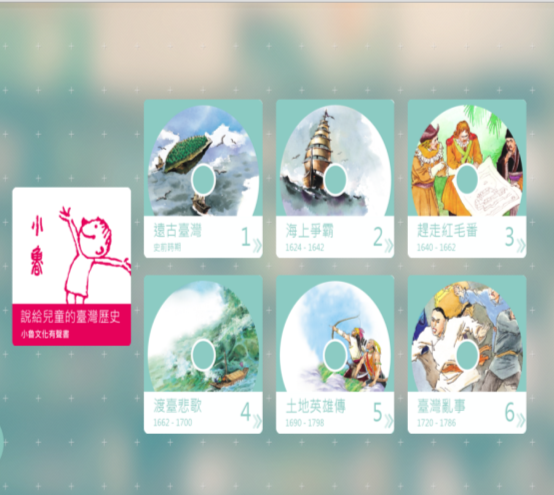 小魯
說給兒童的臺灣歷史
小魯文化有聲書
遠古臺灣
史前時期
1
海上爭霸
1624 - 1642
2
趕走紅毛番
1640 - 1662
3
渡臺悲歌
1662 - 1700
4
土地英雄傳
1690 - 1798
5
臺灣亂事
1720 - 1786
6